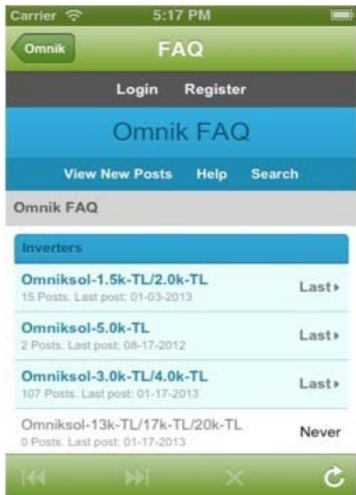 Carrier 5:17 PM
Omnik FAQ
Login Register
Omnik FAQ
View New Posts Help Search
Omnik FAQ
Inverters
Omniksol-1.5k-TL/2.0k-TL
15 Posts. Last post: 01-03-2013
Last
Omniksol-5.0k-TL
2 Posts. Last post: 08-17-2012
Last
Omniksol-3.0k-TL/4.0k-TL
107 Posts. Last post: 01-17-2013
Last
Omniksol-13k-TL/17k-TL/20k-TL
0 Posts. Last post: 01-17-2013
Never